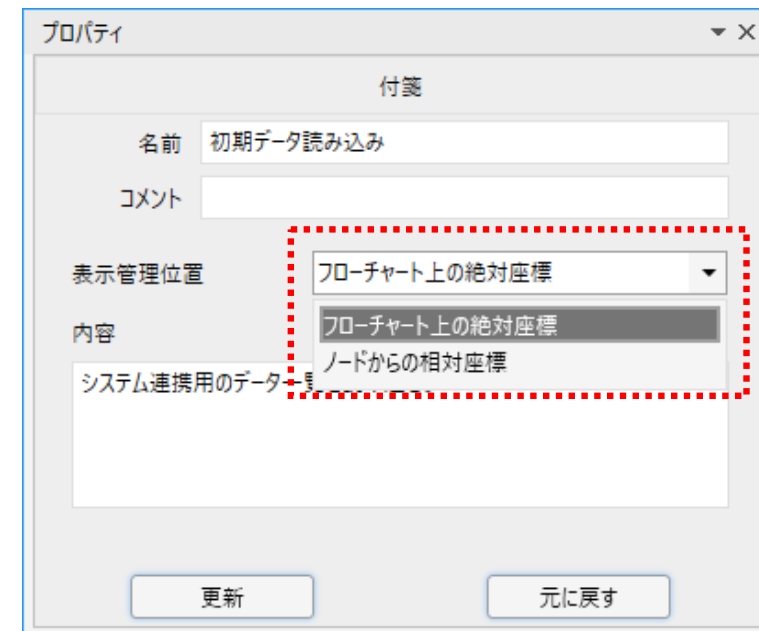 プロパティ
付箋
名前 初期データ読み込み
コメント
表示管理位置 フローチャート上の絶対座標
フローチャート上の絶対座標
内容
ノードからの相対座標
システム連携用のデータ一
更新 元に戻す